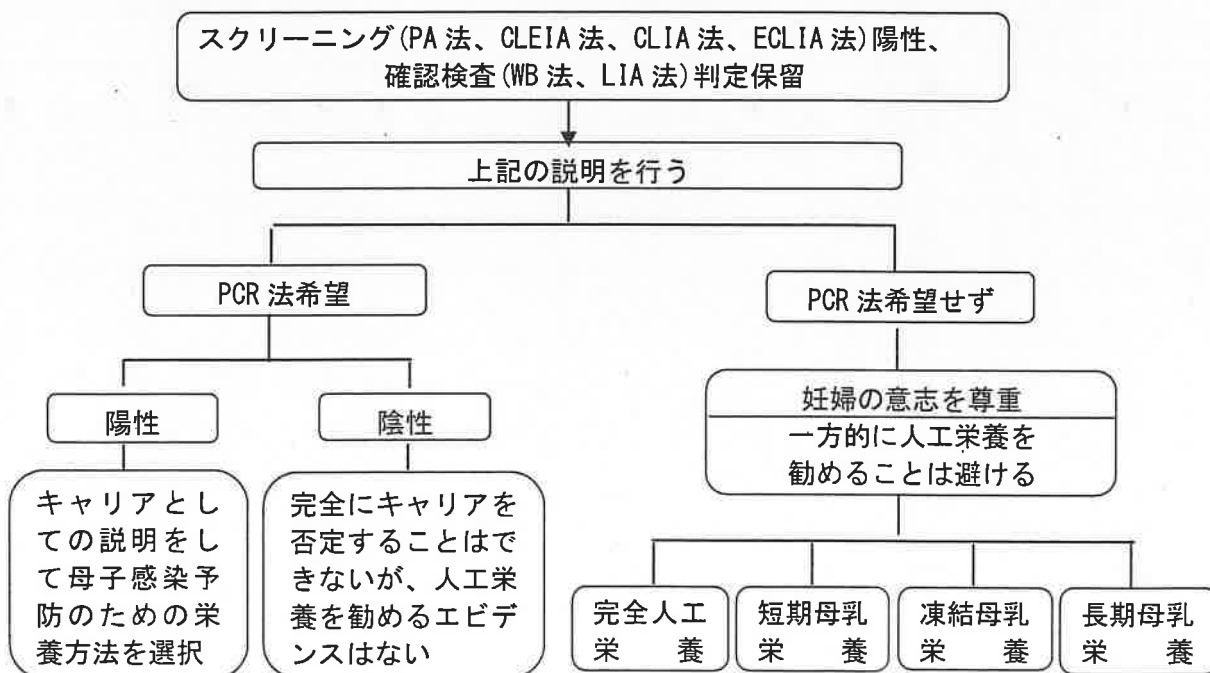 スクリーニング(PA法、CLEIA法、CLIA法、ECLIA法)陽性、
確認検査(WB法、LIA法)判定保留
上記の説明を行う
PCR法希望
PCR法希望せず
陽性
陰性
妊婦の意志を尊重
一方的に人工栄養を
勧めることは避ける
キャリアとし
ての説明をし
て母子感染予
防のための栄
養方法を選択
完全にキャリアを
否定することはで
きないが、人工栄
養を勧めるエビデ
ンスはない
完全人工
栄養
短期母乳
栄養
凍結母乳
栄養
長期母乳
栄養